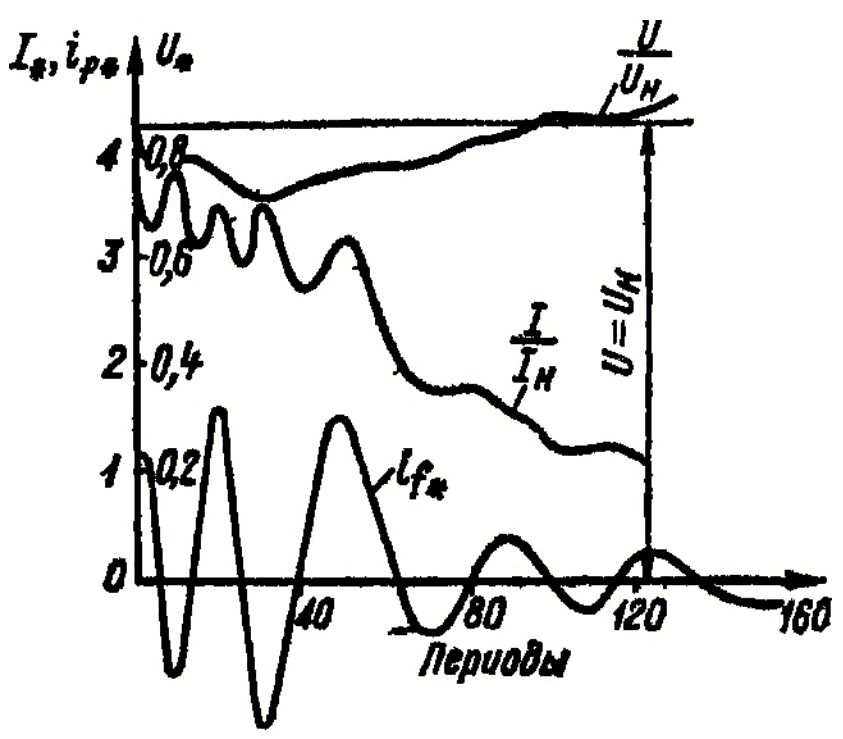 I*, ip* U*
U/Uн
4 0,8
3 0,6
U=Uн
2 0,4
I/Iн
1 0,2
if*
0
40 80 120 160
Периоды